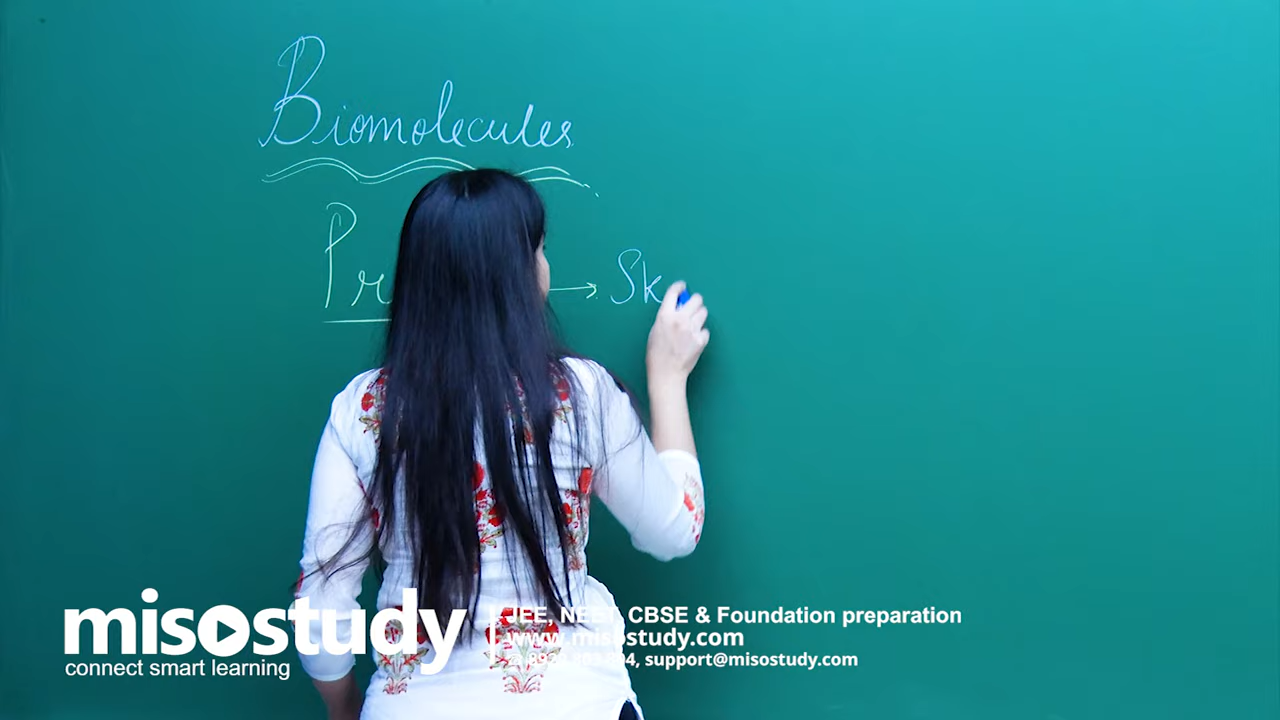 Biomolecules
Pr → Sk
misostudy
connect smart learning
JEE, NEET, CBSE & Foundation preparation
www.misostudy.com
support@misostudy.com